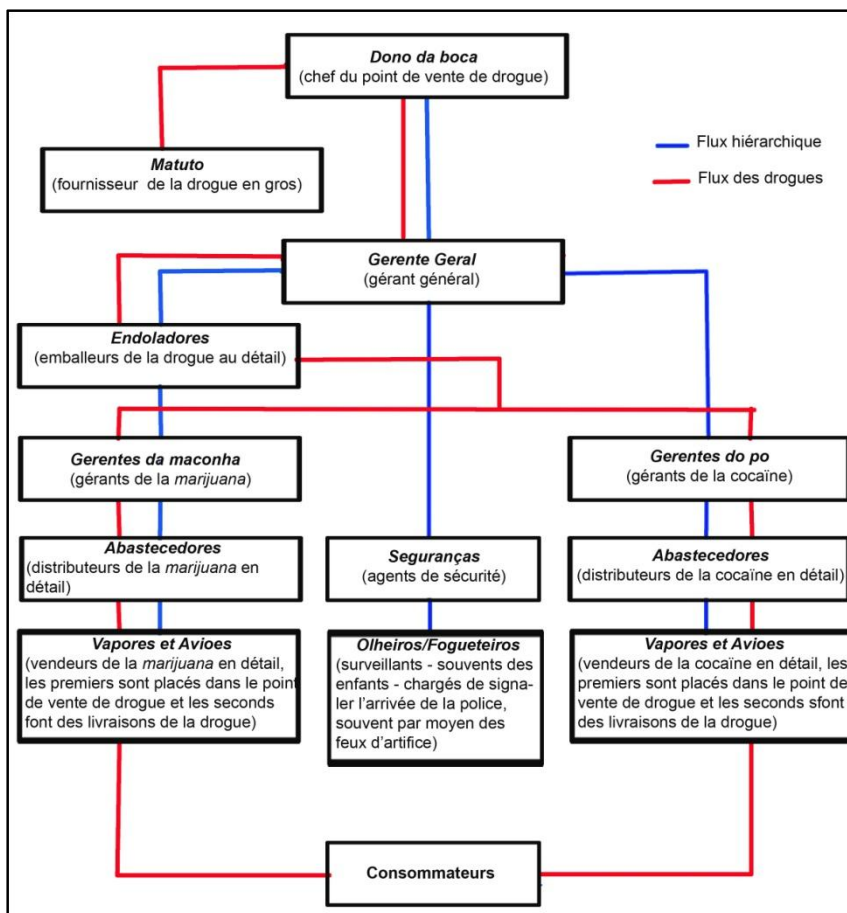 Dono da boca
(chef du point de vente de drogue)
Matuto
(fournisseur de la drogue en gros)
Flux hiérarchique
Flux des drogues
Gerente Geral
(gérant général)
Endoladores
(emballeurs de la drogue au détail)
Gerentes da maconha
(gérants de la marijuana)
Gerentes do po
(gérants de la cocaïne)
Abastecedores
(distributeurs de la marijuana en
détail)
Seguranças
(agents de sécurité)
Abastecedores
(distributeurs de la cocaïne en détail)
Vapores et Avioes
(vendeurs de la marijuana en détail,
les premiers sont placés dans le point
de vente de drogue et les seconds
font des livraisons de la drogue)
Olheiros/Fogueteiros
(surveillants - souvents des
enfants - chargés de signa-
ler l'arrivée de la police,
souvent par moyen des
feux d'artifice)
Vapores et Avioes
(vendeurs de la cocaïne en détail, les
premiers sont placés dans le point de
vente de drogue et les seconds sfont
des livraisons de la drogue)
Consommateurs